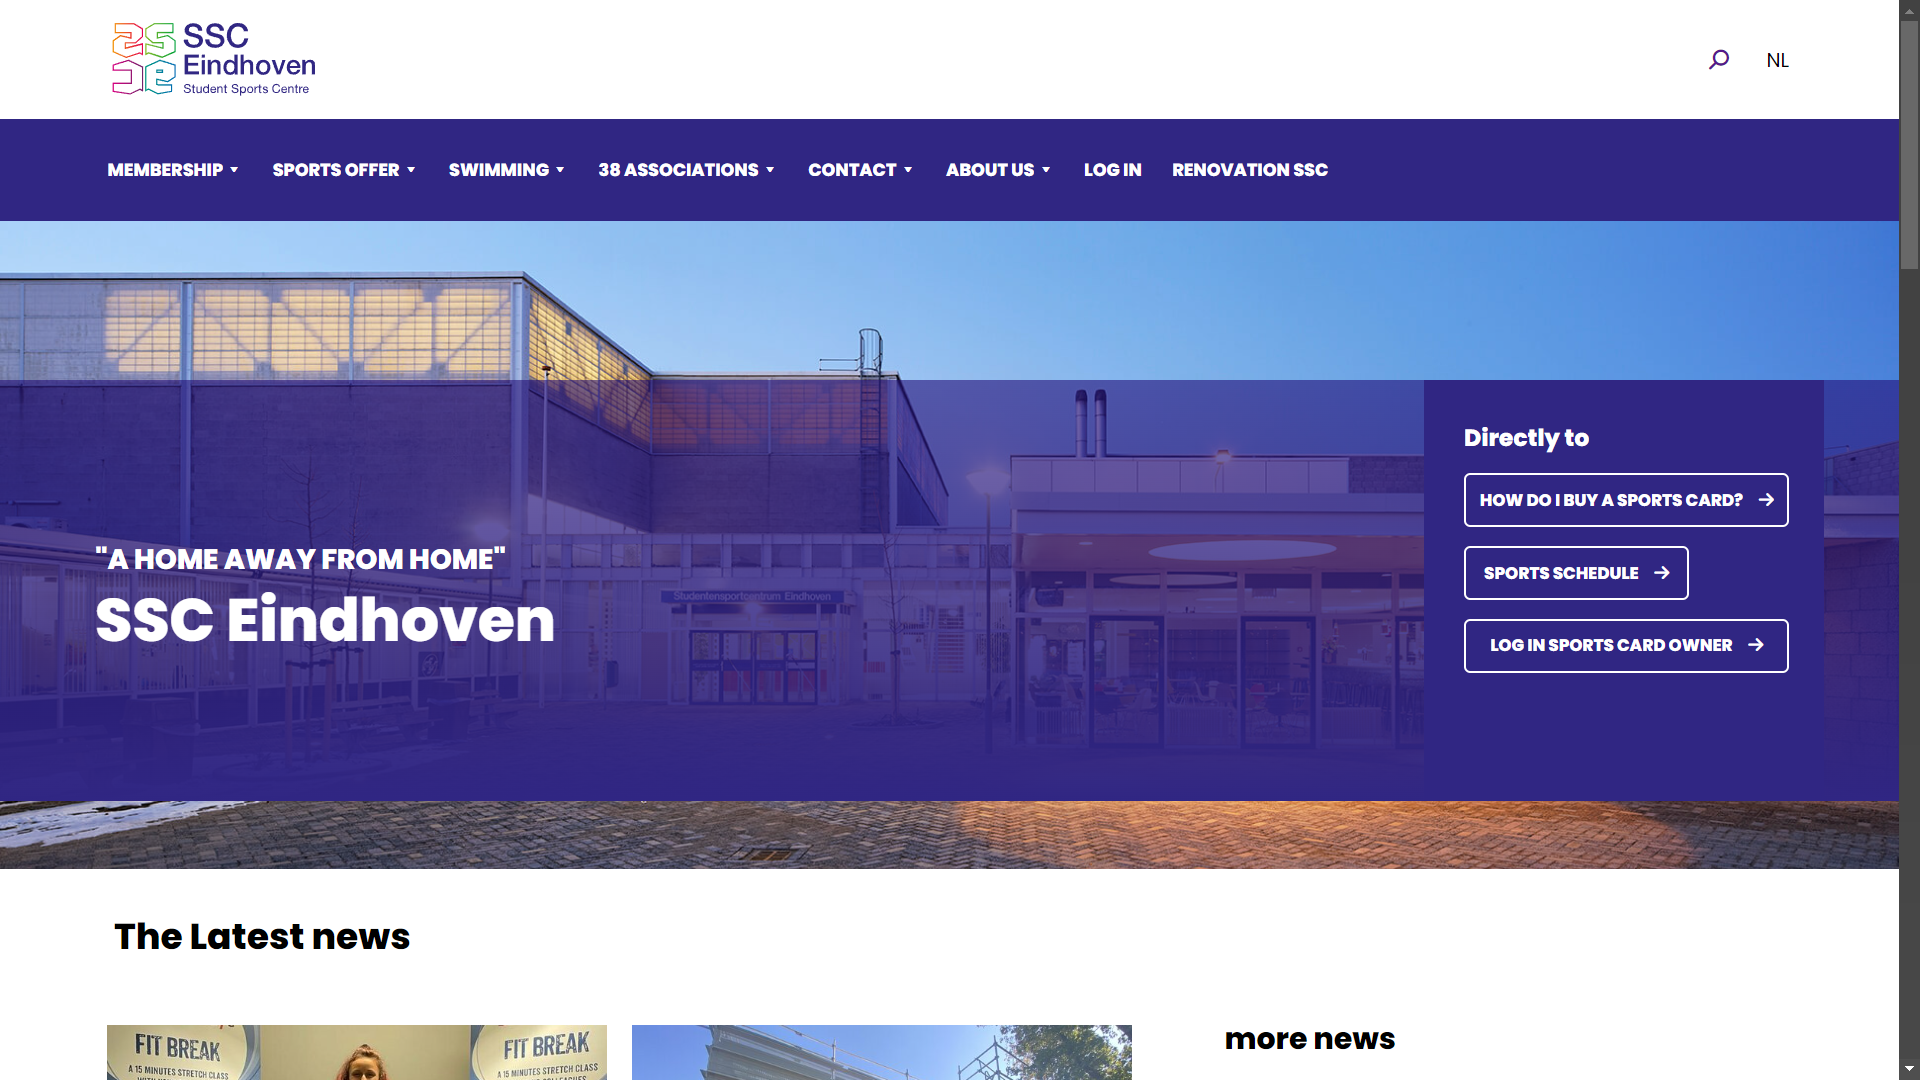 SSC
Eindhoven
Student Sports Centre
NL
MEMBERSHIP
SPORTS OFFER
SWIMMING
38 ASSOCIATIONS
CONTACT
ABOUT US
LOG IN
RENOVATION SSC
Directly to
HOW DO I BUY A SPORTS CARD?
SPORTS SCHEDULE
LOG IN SPORTS CARD OWNER
"A HOME AWAY FROM HOME"
SSC Eindhoven
Studentensportcentrum Eindhoven
The Latest news
more news
FIT BREAK
A 15 MINUTES STRETCH CLASS
FIT BREAK
A 15 MINUTES STRETCH CLASS